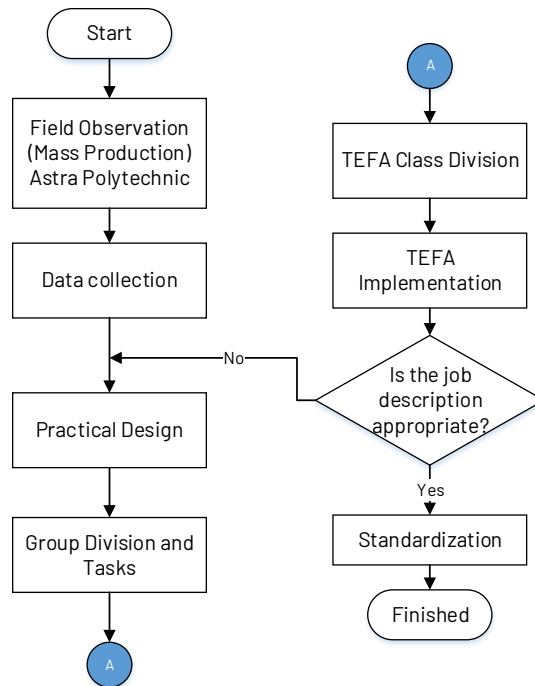 Start
Field Observation
(Mass Production)
Astra Polytechnic
Data collection
Practical Design
Group Division and
Tasks
A
A
TEFA Class Division
TEFA
Implementation
Is the job
description
appropriate?
No
Yes
Standardization
Finished